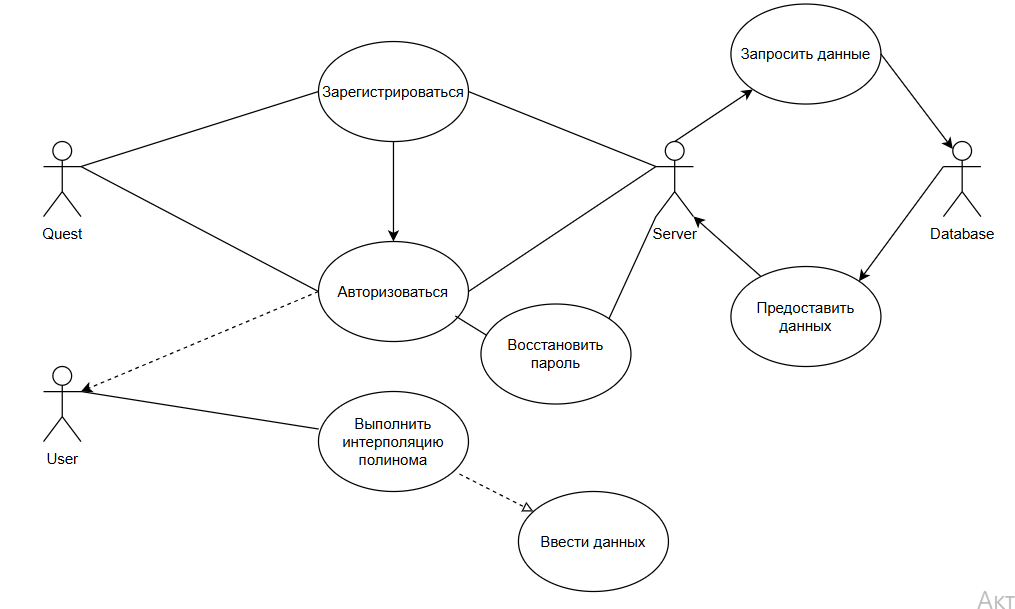 Запросить данные
Зарегистрироваться
Quest
Server
Database
Авторизоваться
Предоставить
данных
Восстановить
пароль
User
Выполнить
интерполяцию
полинома
Ввести данных
Акт